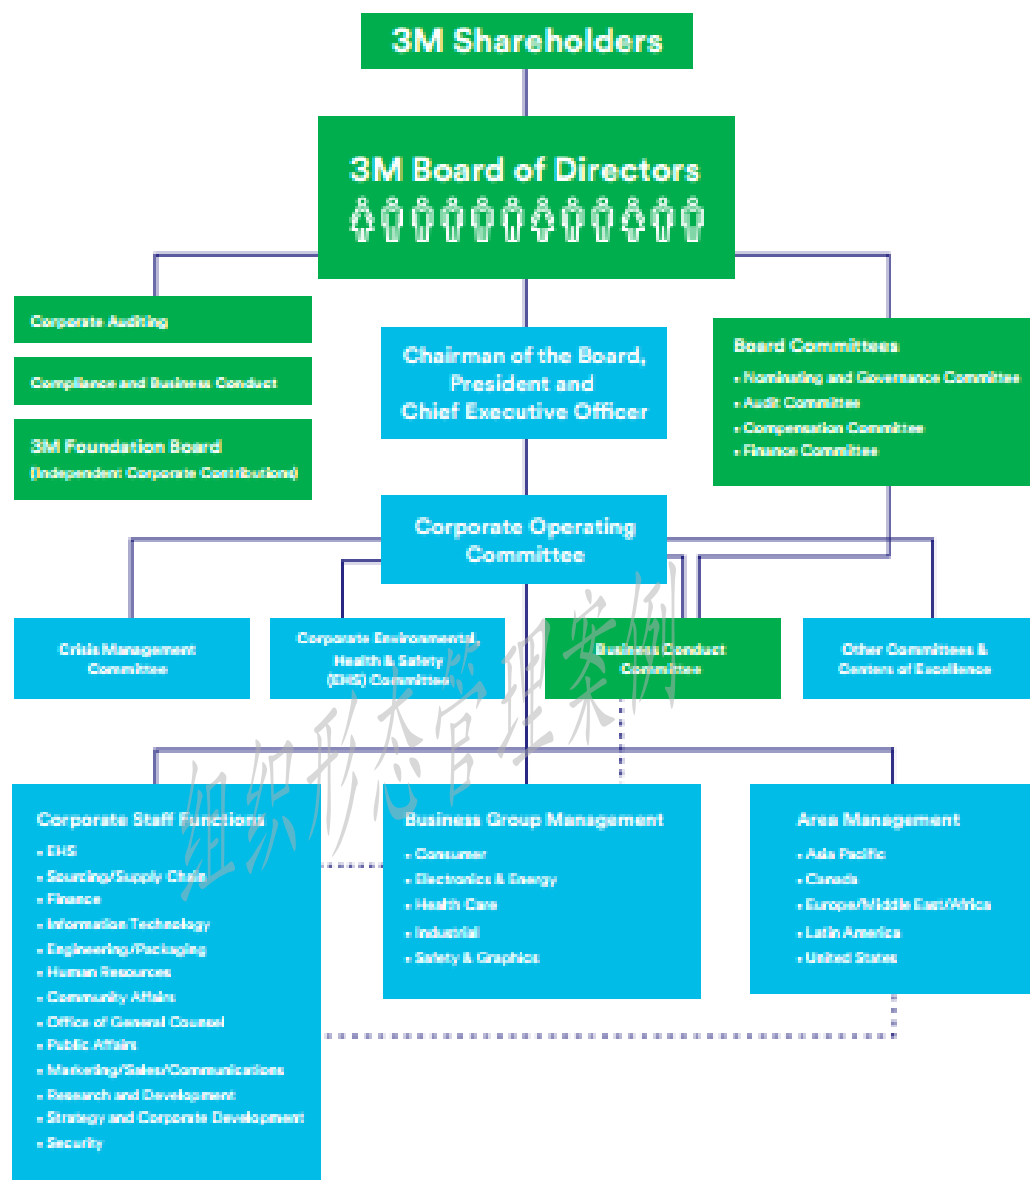 3M Shareholders
3M Board of Directors
Corporate Auditing
Compliance and Business Conduct
3M Foundation Board
(Independent Corporate Contributions)
Chairman of the Board,
President and
Chief Executive Officer
Board Committees
• Nominating and Governance Committee
• Audit Committee
• Compensation Committee
• Finance Committee
Corporate Operating
Committee
Crisis Management
Committee
Corporate Environmental,
Health & Safety
(EHS) Committee
Business Conduct
Committee
Other Committees &
Centers of Excellence
Corporate Staff Functions
• EHS
• Sourcing/Supply Chain
• Finance
• Information Technology
• Engineering/Packaging
• Human Resources
• Community Affairs
• Office of General Counsel
• Public Affairs
• Marketing/Sales/Communications
• Research and Development
• Strategy and Corporate Development
• Security
Business Group Management
• Consumer
• Electronics & Energy
• Health Care
• Industrial
• Safety & Graphics
Area Management
• Asia Pacific
• Canada
• Europe/Middle East/Africa
• Latin America
• United States
组织形态管理案例